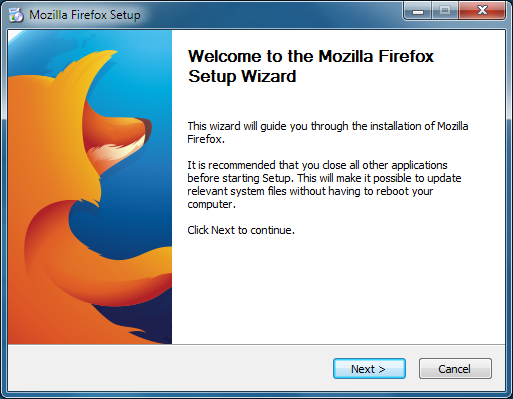 Mozilla Firefox Setup
Welcome to the Mozilla Firefox
Setup Wizard
This wizard will guide you through the installation of Mozilla
Firefox.
It is recommended that you close all other applications
before starting Setup. This will make it possible to update
relevant system files without having to reboot your
computer.
Click Next to continue.
Next >
Cancel